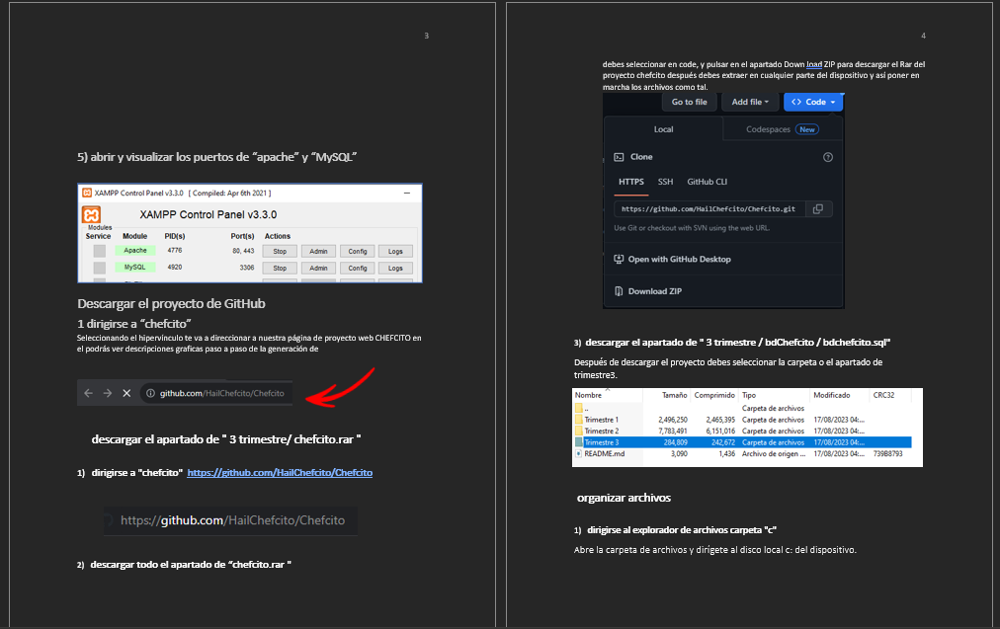 3
5) abrir y visualizar los puertos de “apache” y “MySQL”
XAMPP Control Panel v3.3.0 [ Compiled: Apr 6th 2021 ]
XAMPP Control Panel v3.3.0
Modules
Service Module PID(s) Port(s) Actions
Apache 4776 80, 443 Stop Admin Config Logs
MySQL 4920 3306 Stop Admin Config Logs
Descargar el proyecto de GitHub
1 dirigirse a “chefcito”
Seleccionando el hipervínculo te va a direccionar a nuestra página de proyecto web CHEFCITO en
el podrás ver descripciones graficas paso a paso de la generación de
github.com/HailChefcito/Chefcito
descargar el apartado de " 3 trimestre/ chefcito.rar "
1) dirigirse a "chefcito" https://github.com/HailChefcito/Chefcito
https://github.com/HailChefcito/Chefcito
2) descargar todo el apartado de “chefcito.rar "
4
debes seleccionar en code, y pulsar en el apartado Down load ZIP para descargar el Rar del
proyecto chefcito después debes extraer en cualquier parte del dispositivo y así poner en
marcha los archivos como tal.
Go to file Add file Code
Local Codespaces New
Clone
HTTPS SSH GitHub CLI
https://github.com/HailChefcito/Chefcito.git
Use Git or checkout with SVN using the web URL.
Open with GitHub Desktop
Download ZIP
3) descargar el apartado de " 3 trimestre / bdChefcito / bdchefcito.sql"
Después de descargar el proyecto debes seleccionar la carpeta o el apartado de
trimestre3.
Nombre Tamaño Comprimido Tipo Modificado CRC32
.. Carpeta de archivos
Trimestre 1 2,496,250 2,465,395 Carpeta de archivos 17/08/2023 04:...
Trimestre 2 7,783,491 6,151,016 Carpeta de archivos 17/08/2023 04:...
Trimestre 3 284,809 242,672 Carpeta de archivos 17/08/2023 04:...
README.md 3,090 1,436 Archivo de origen ... 17/08/2023 04:... 739B8793
organizar archivos
1) dirigirse al explorador de archivos carpeta "c"
Abre la carpeta de archivos y dirígete al disco local c: del dispositivo.